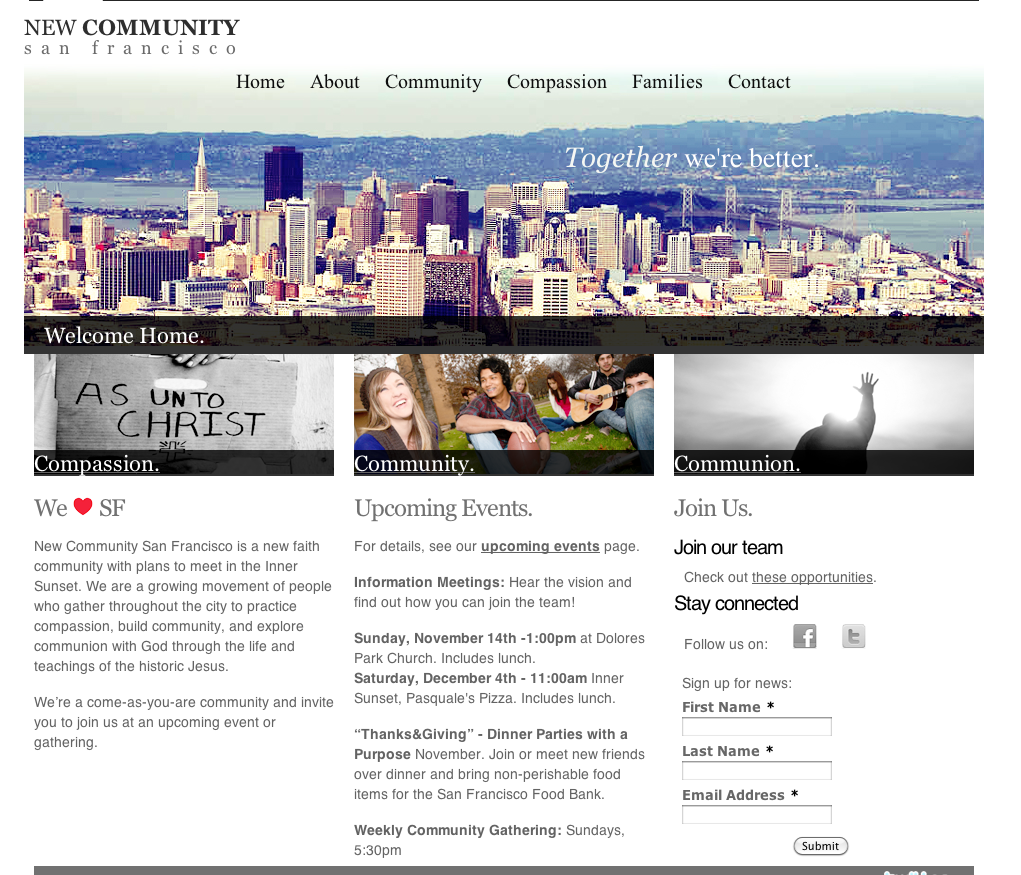 NEW COMMUNITY
san francisco
Home About Community Compassion Families Contact
Together we're better.
Welcome Home.
AS UNTO
CHRIST
Compassion.
Community.
Communion.
We ❤ SF
New Community San Francisco is a new faith
community with plans to meet in the Inner
Sunset. We are a growing movement of people
who gather throughout the city to practice
compassion, build community, and explore
communion with God through the life and
teachings of the historic Jesus.
We're a come-as-you-are community and invite
you to join us at an upcoming event or
gathering.
Upcoming Events.
For details, see our upcoming events page.
Information Meetings: Hear the vision and
find out how you can join the team!
Sunday, November 14th -1:00pm at Dolores
Park Church. Includes lunch.
Saturday, December 4th - 11:00am Inner
Sunset, Pasquale's Pizza. Includes lunch.
“Thanks&Giving” - Dinner Parties with a
Purpose November. Join or meet new friends
over dinner and bring non-perishable food
items for the San Francisco Food Bank.
Weekly Community Gathering: Sundays,
5:30pm
Join Us.
Join our team
Check out these opportunities.
Stay connected
Follow us on: f t
Sign up for news:
First Name *
Last Name *
Email Address *
Submit